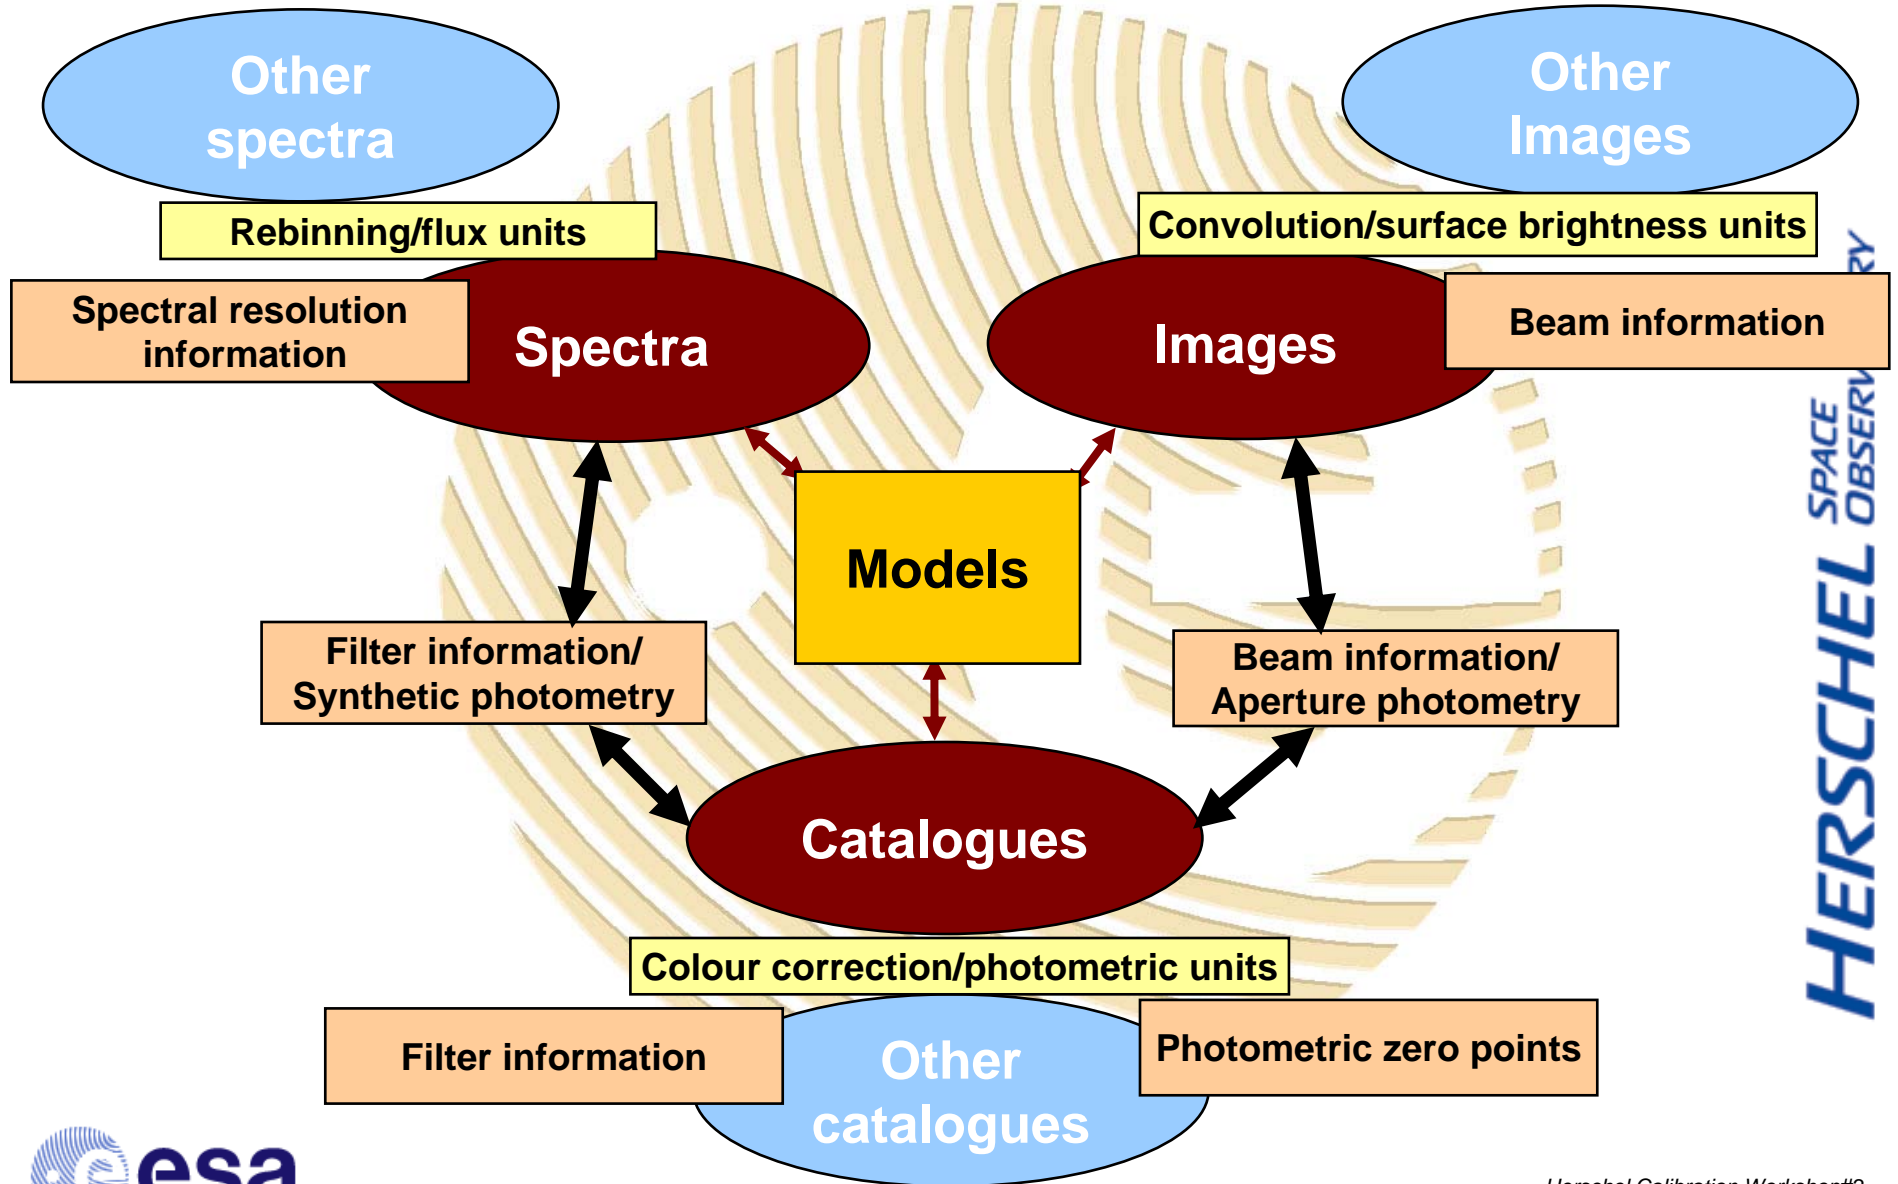 Other
spectra
Other
Images
Rebinning/flux units
Convolution/surface brightness units
Spectral resolution
information
Spectra
Images
Beam information
Models
Filter information/
Synthetic photometry
Beam information/
Aperture photometry
Catalogues
Colour correction/photometric units
Filter information
Other
catalogues
Photometric zero points
HERSCHEL
SPACE
esa